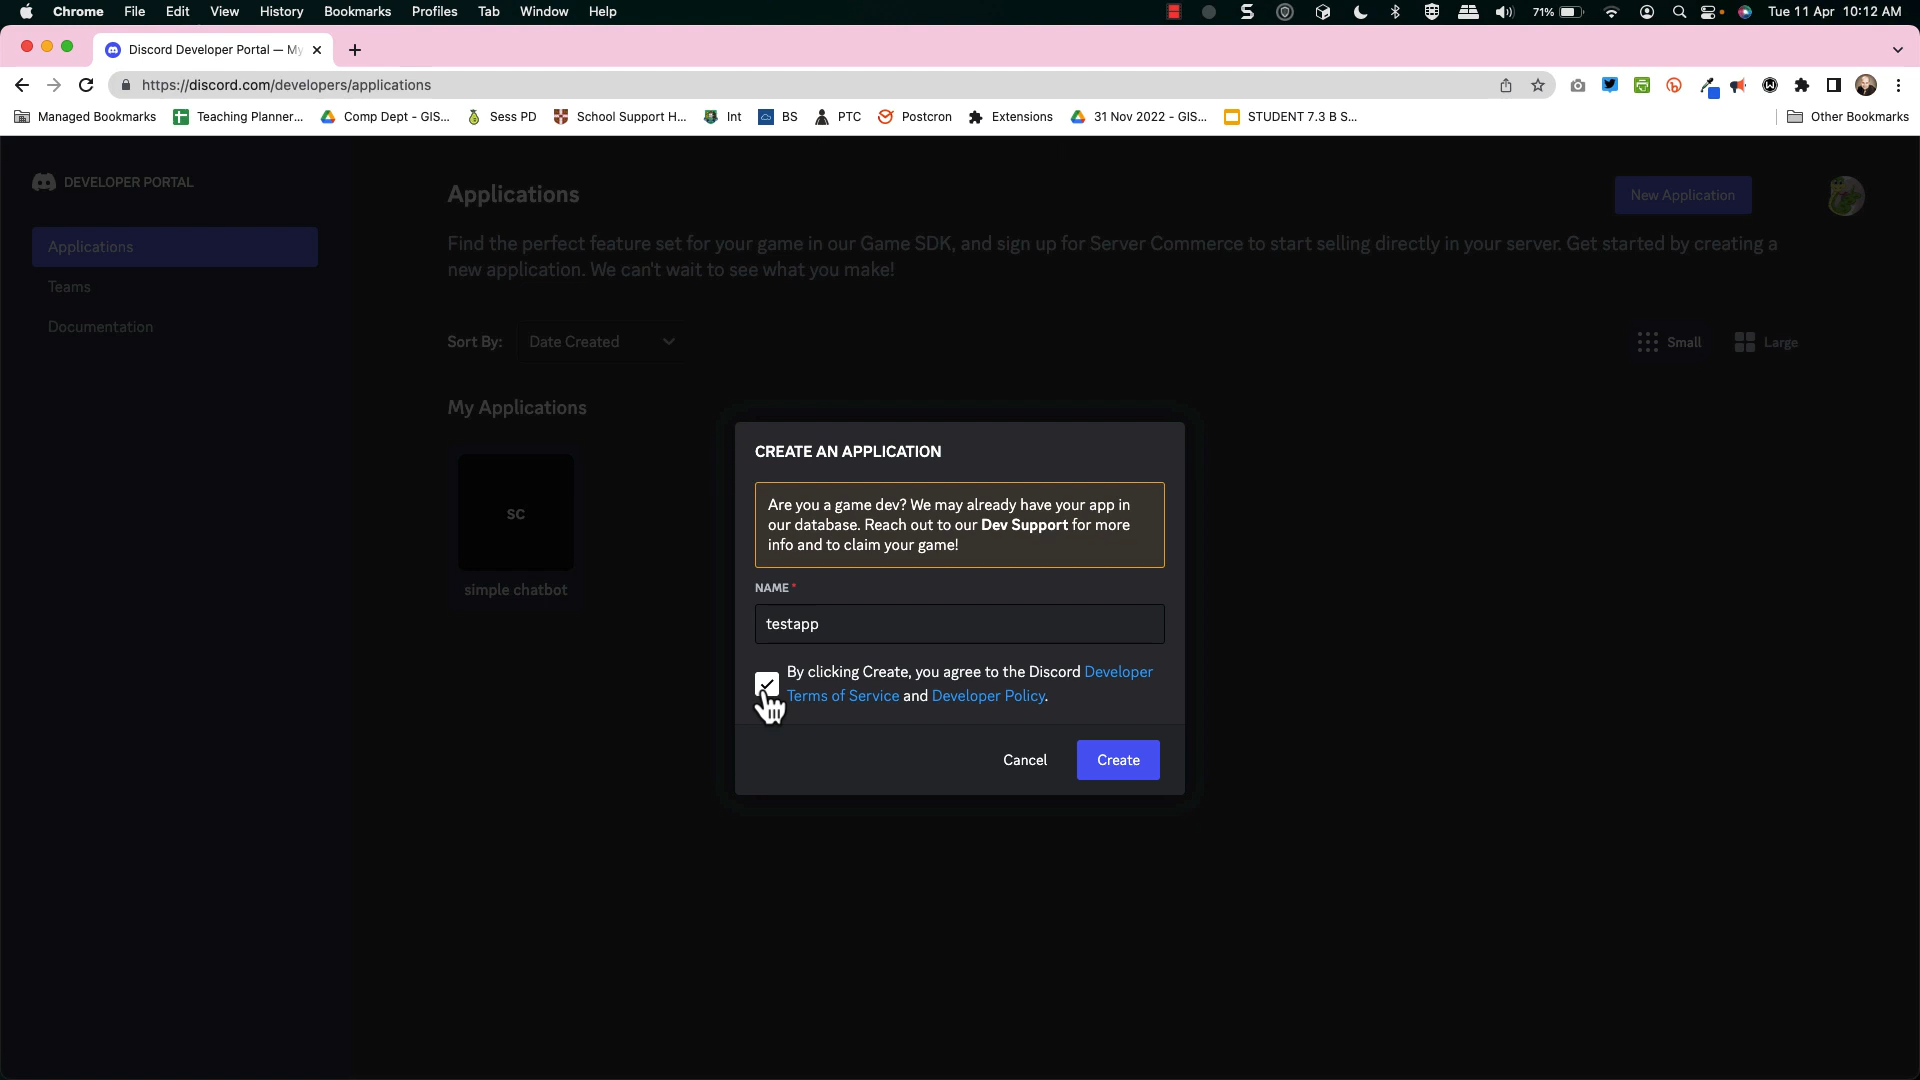 Chrome File Edit View History Bookmarks Profiles Tab Window Help 71% Tue 11 Apr 10:12 AM
Discord Developer Portal — My
https://discord.com/developers/applications
Managed Bookmarks Teaching Planner... Comp Dept - GIS... Sess PD School Support H... Int BS PTC Postcron Extensions 31 Nov 2022 - GIS... STUDENT 7.3 B S... Other Bookmarks
DEVELOPER PORTAL
Applications
Teams
Documentation
Applications
New Application
Find the perfect feature set for your game in our Game SDK, and sign up for Server Commerce to start selling directly in your server. Get started by creating a
new application. We can't wait to see what you make!
Sort By: Date Created
Small Large
My Applications
SC
simple chatbot
CREATE AN APPLICATION
Are you a game dev? We may already have your app in
our database. Reach out to our Dev Support for more
info and to claim your game!
NAME *
testapp
By clicking Create, you agree to the Discord Developer
Terms of Service and Developer Policy.
Cancel Create